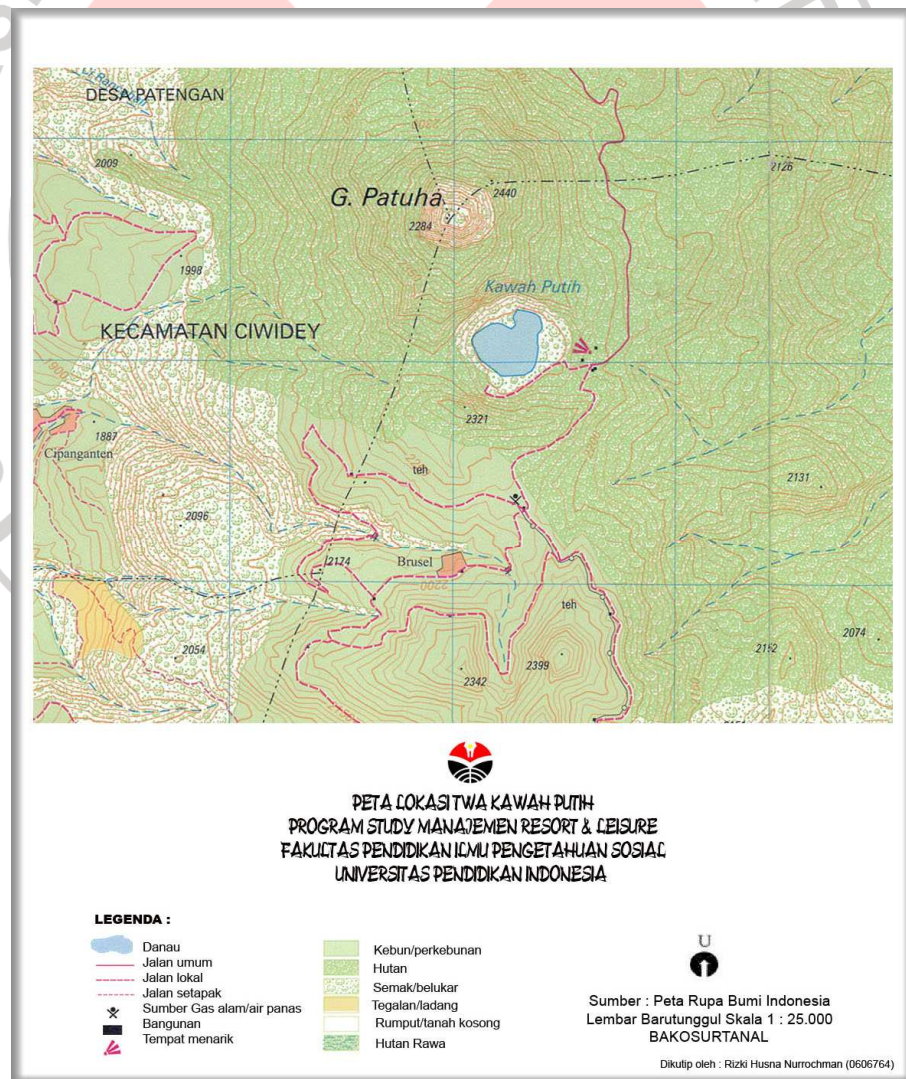 DESA PATENGAN
2009
2126
G. Patuha
2440
2284
1998
Kawah Putih
KECAMATAN CIWIDEY
2321
1887
Cipanganten
teh
2131
2096
2174
Brusel
2200
teh
2074
2054
2399
2342
PETA LOKASI TWA KAWAH PUTIH
PROGRAM STUDY MANAJEMEN RESORT & LEISURE
FAKULTAS PENDIDIKAN ILMU PENGETAHUAN SOSIAL
UNIVERSITAS PENDIDIKAN INDONESIA
LEGENDA :
Danau
Jalan umum
Jalan lokal
Jalan setapak
Sumber Gas alam/air panas
Bangunan
Tempat menarik
Kebun/perkebunan
Hutan
Semak/belukar
Tegalan/ladang
Rumput/tanah kosong
Hutan Rawa
U
Sumber : Peta Rupa Bumi Indonesia
Lembar Barutunggul Skala 1 : 25.000
BAKOSURTANAL
Dikutip oleh : Rizki Husna Nurrochman (0606764)